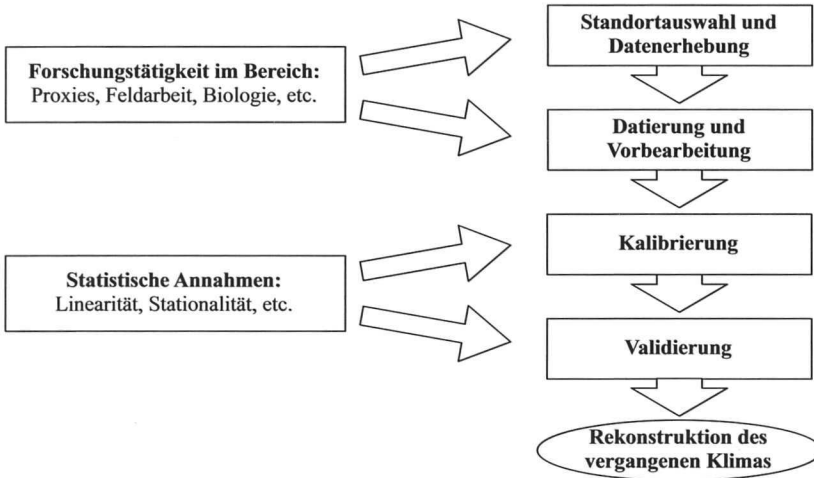 Forschungstätigkeit im Bereich:
Proxies, Feldarbeit, Biologie, etc.
Statistische Annahmen:
Linearität, Stationalität, etc.
Standortauswahl und
Datenerhebung
Datierung und
Vorbearbeitung
Kalibrierung
Validierung
Rekonstruktion des
vergangenen Klimas